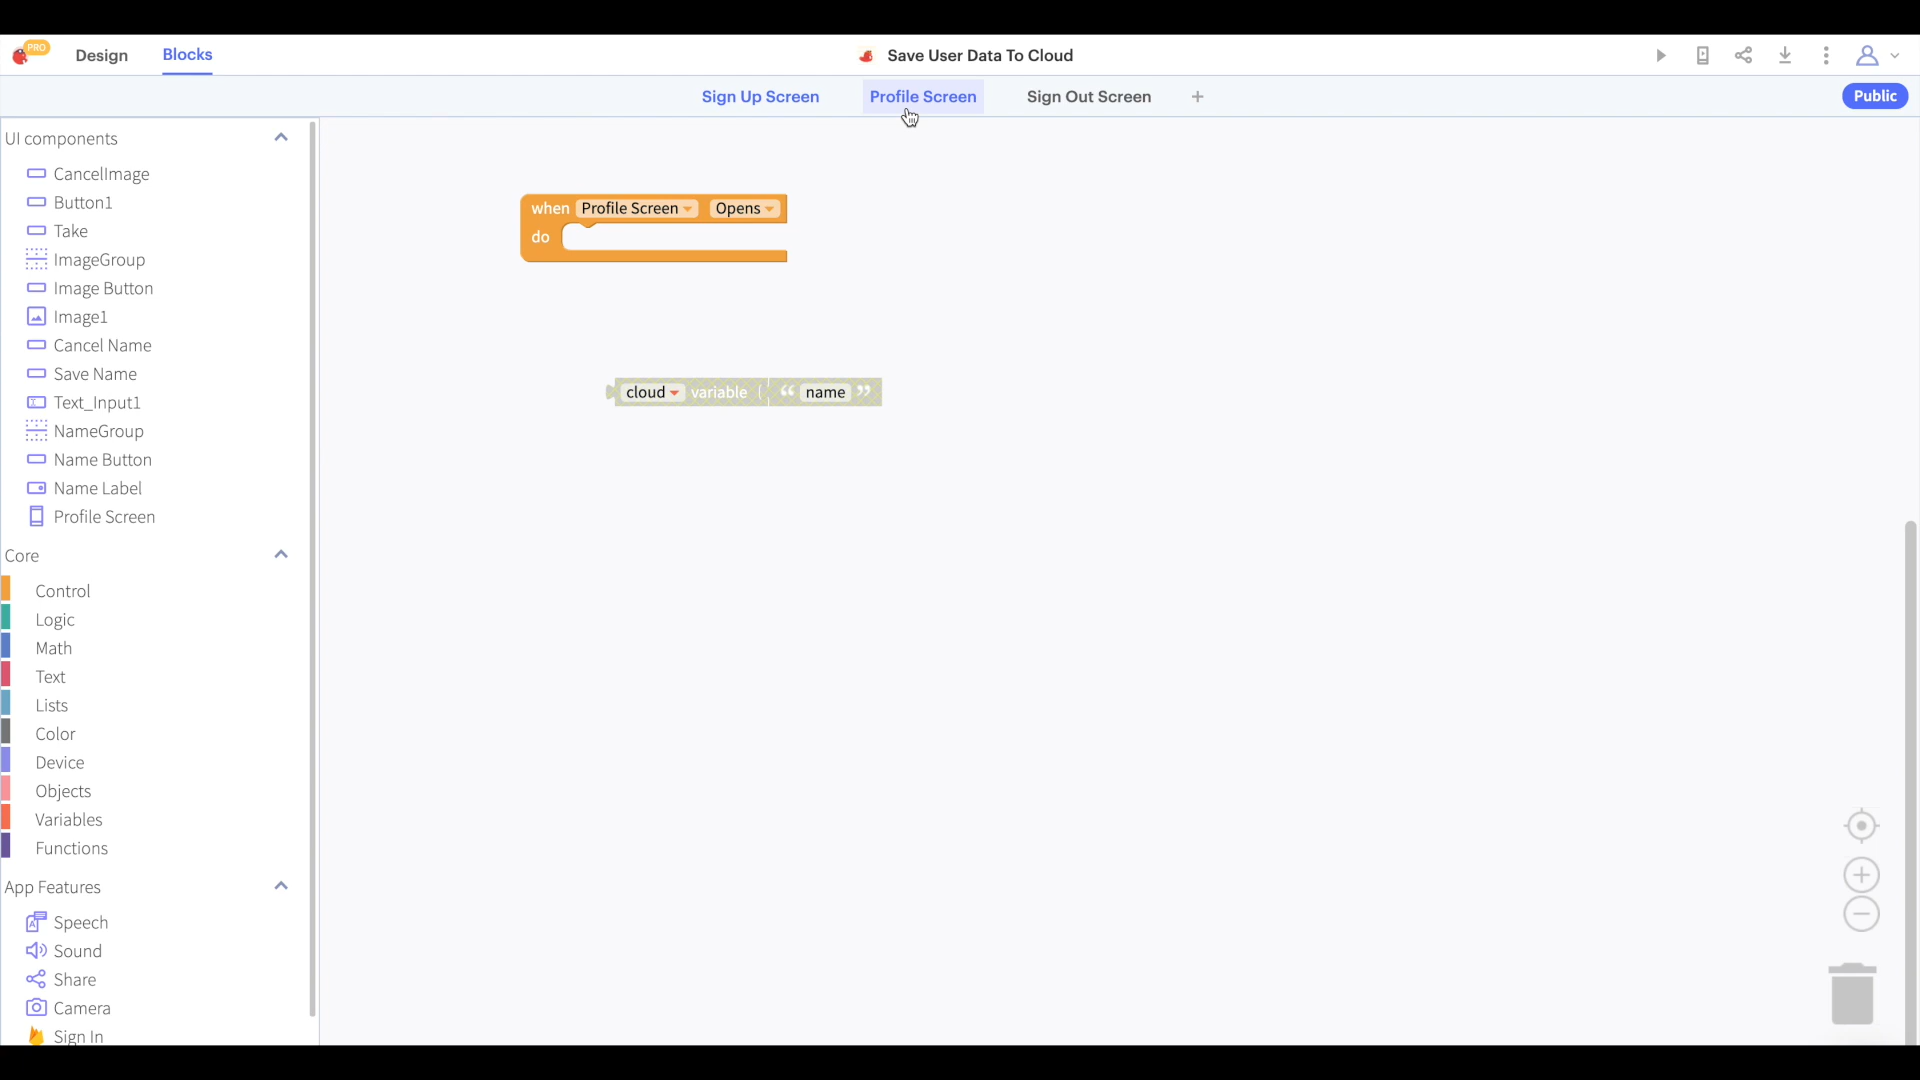 PRO
Design
Blocks
Save User Data To Cloud
Sign Up Screen
Profile Screen
Sign Out Screen
+
Public
UI components
CancelImage
Button1
Take
ImageGroup
Image Button
Image1
Cancel Name
Save Name
Text_Input1
NameGroup
Name Button
Name Label
Profile Screen
Core
Control
Logic
Math
Text
Lists
Color
Device
Objects
Variables
Functions
App Features
Speech
Sound
Share
Camera
Sign In
when Profile Screen Opens
do
cloud variable “ name ”